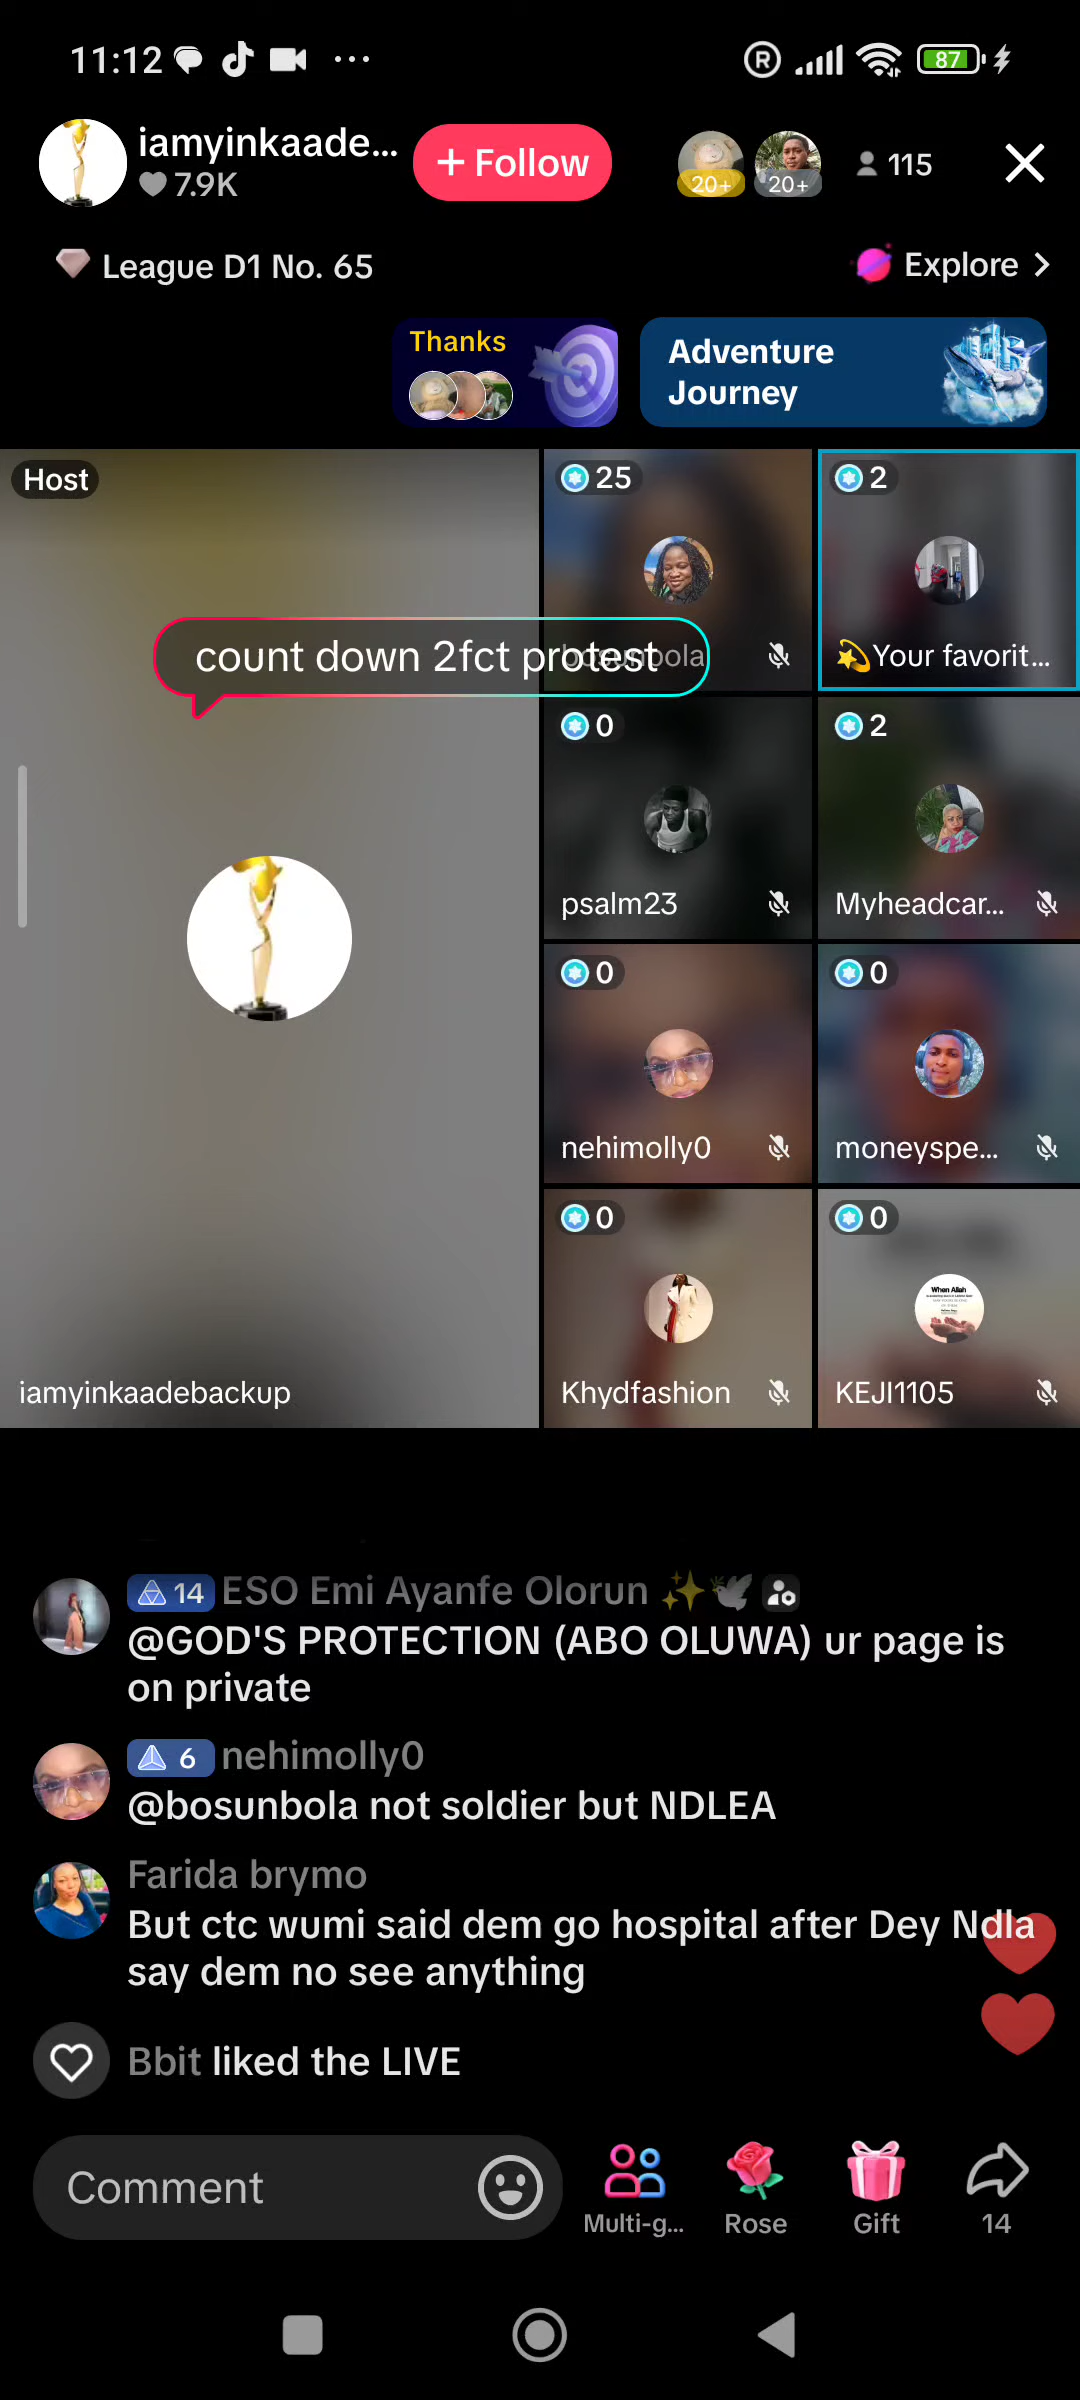 11:12
R
87
iamyinkaade...
7.9K
+ Follow
20+
20+
115
League D1 No. 65
Explore
Thanks
Adventure
Journey
Host
25
2
count down 2fct protest
bosunbola
Your favorit...
0
2
psalm23
Myheadcar...
0
0
nehimolly0
moneyspe...
0
0
When Allah
iamyinkaadebackup
Khydfashion
KEJI1105
14 ESO Emi Ayanfe Olorun
@GOD'S PROTECTION (ABO OLUWA) ur page is
on private
6 nehimolly0
@bosunbola not soldier but NDLEA
Farida brymo
But ctc wumi said dem go hospital after Dey Ndla
say dem no see anything
Bbit liked the LIVE
Comment
Multi-g...
Rose
Gift
14